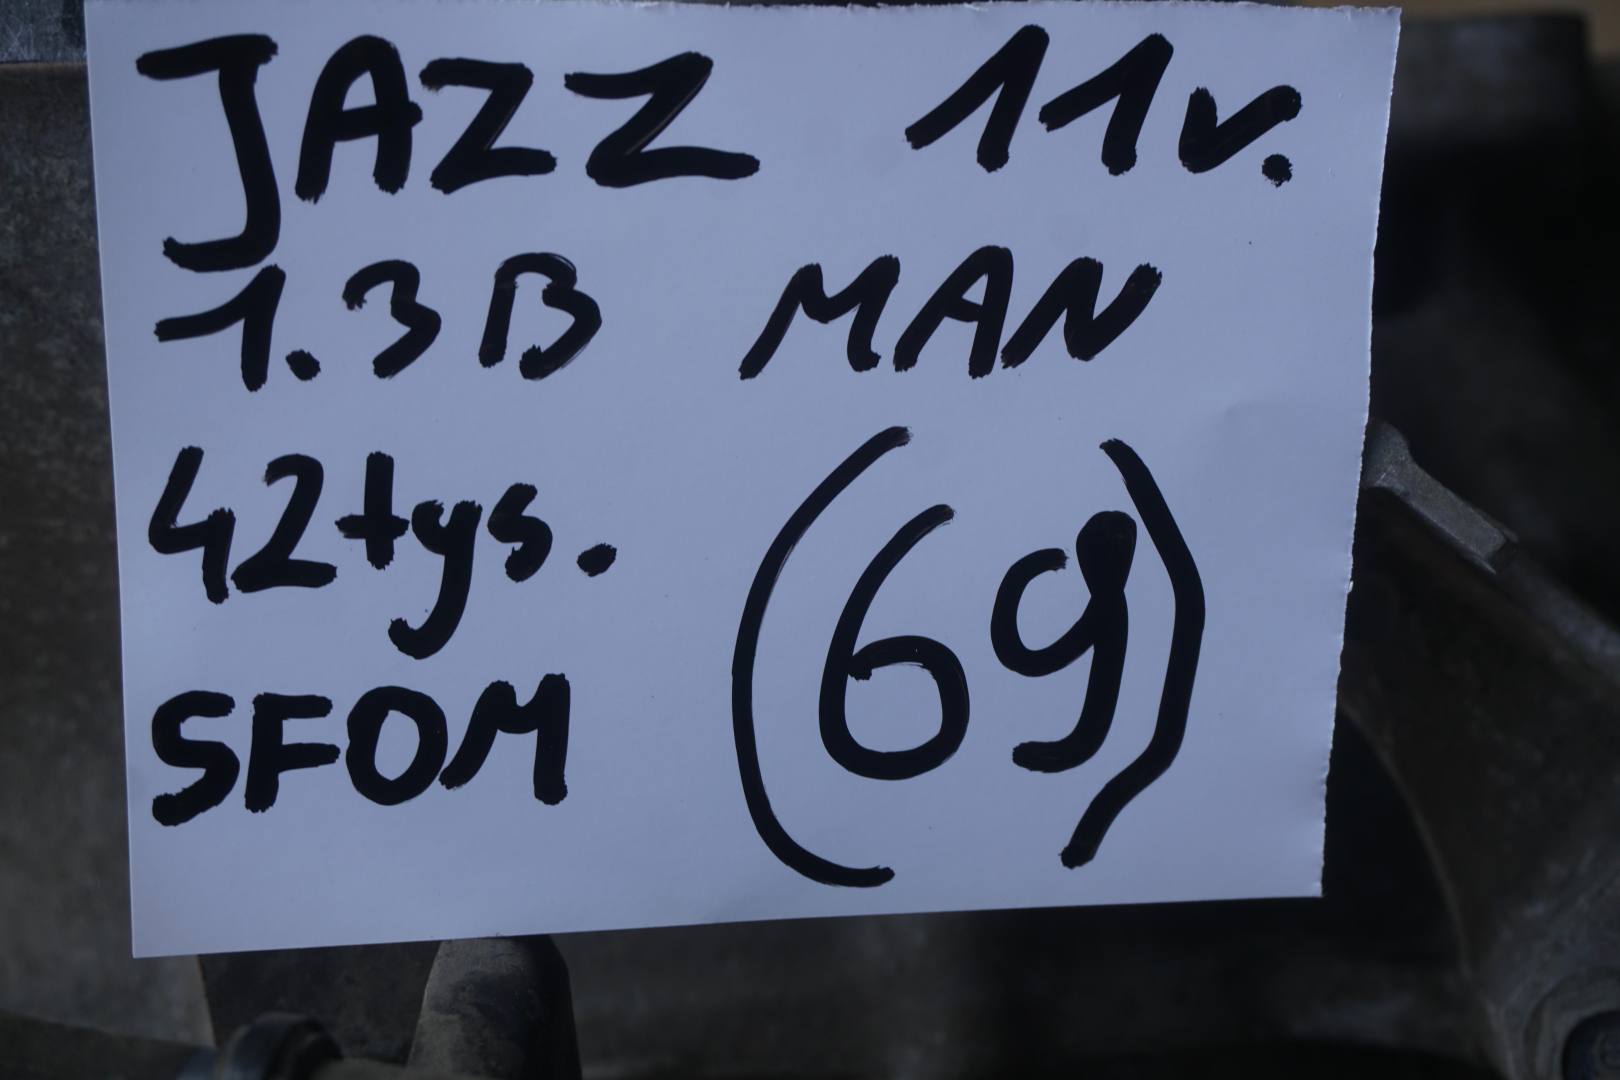 JAZZ 11r.
1.3B MAN
42tys. (69)
SFOM